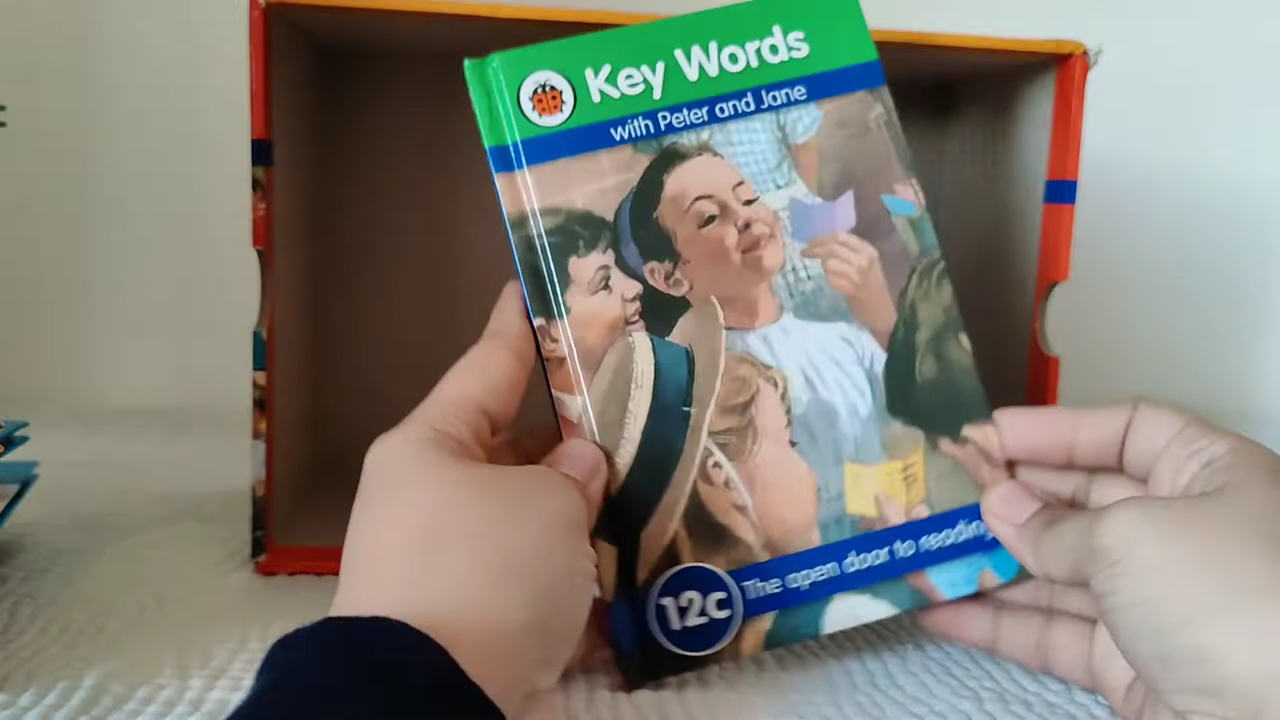 Key Words
with Peter and Jane
12c
The open door to reading